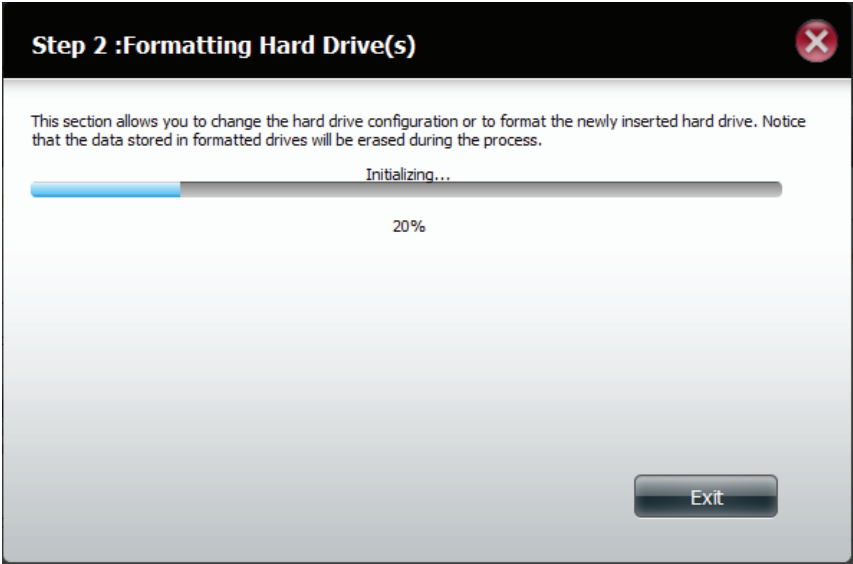 Step 2 :Formatting Hard Drive(s)
This section allows you to change the hard drive configuration or to format the newly inserted hard drive. Notice
that the data stored in formatted drives will be erased during the process.
Initializing...
20%
Exit